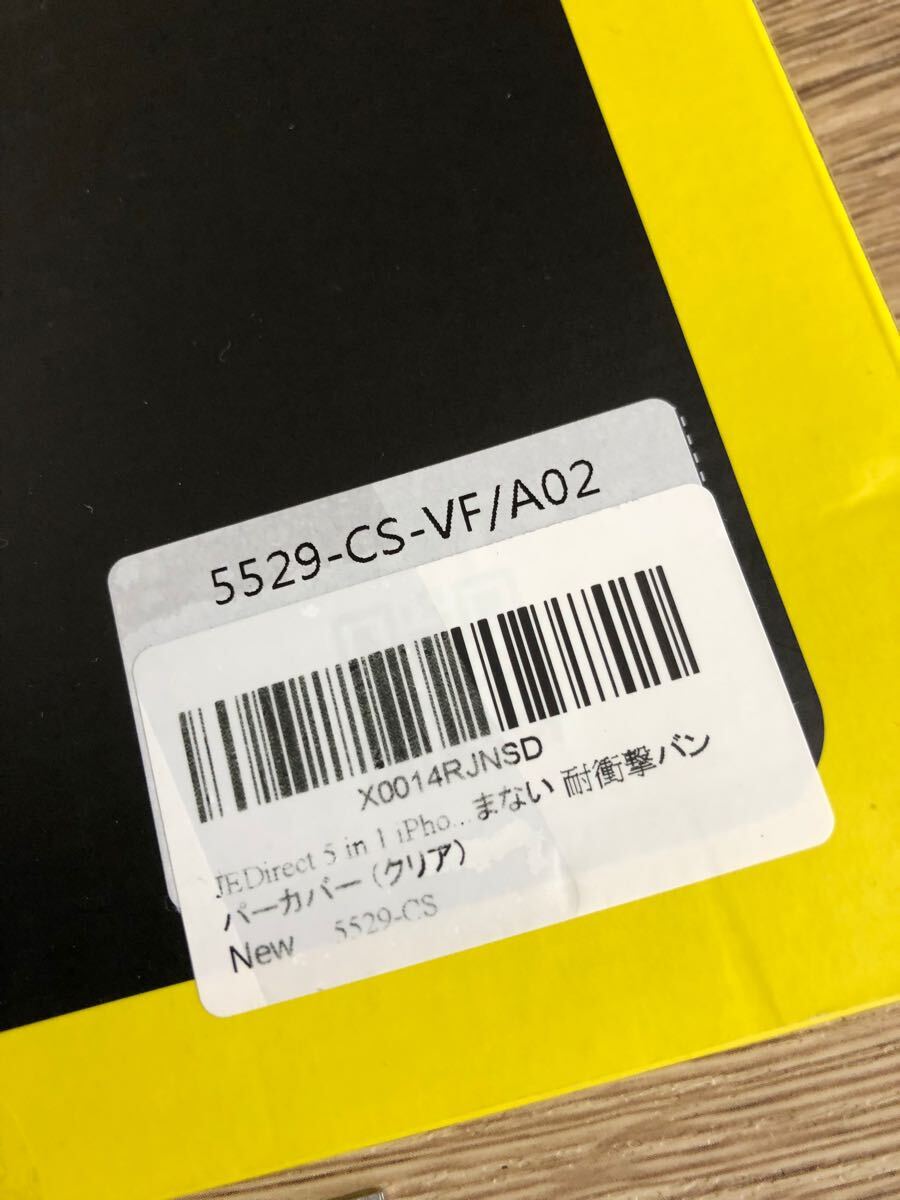 5529-CS-VF/A02
X0014RJNSD
JEDirect 5 in 1 iPho...まない 耐衝撃バン
パーカバー (クリア)
New 5529-CS